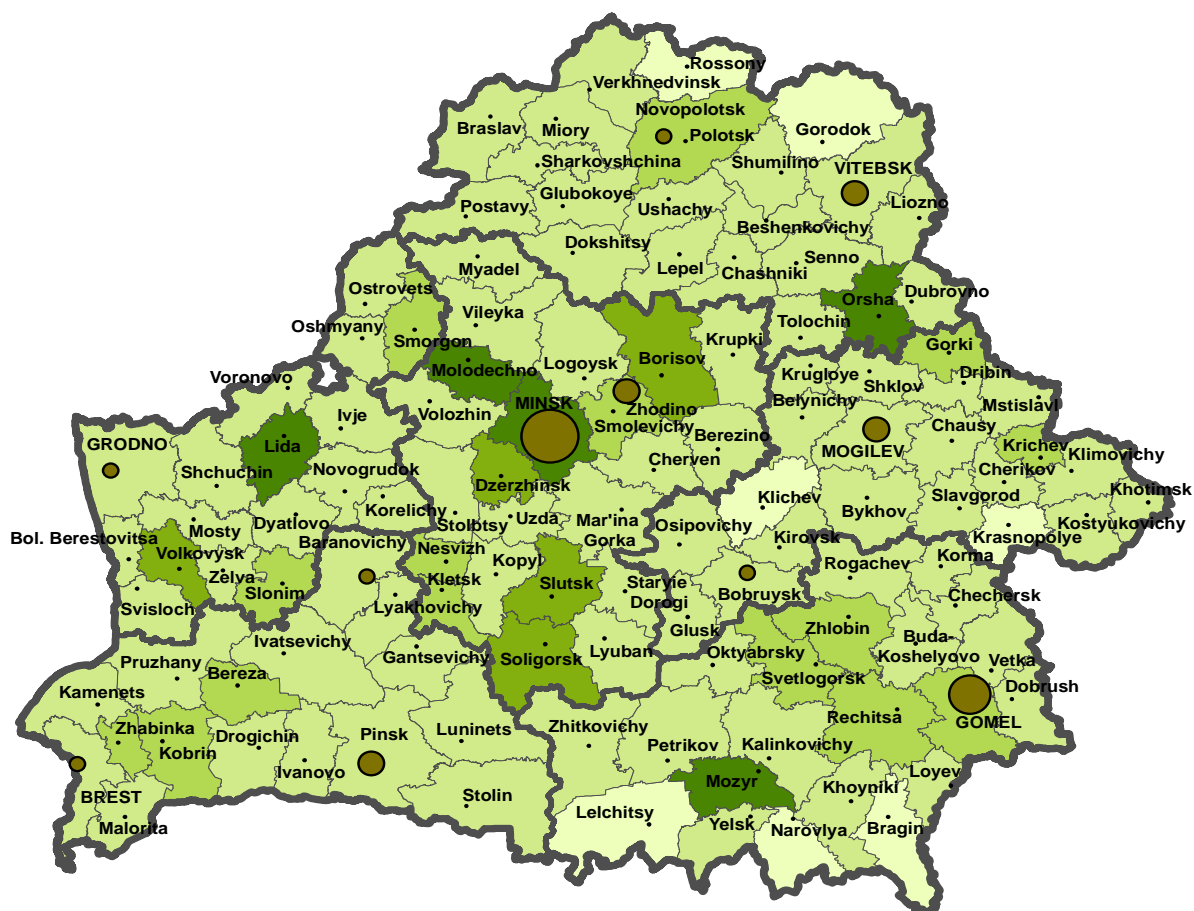 Rossony
Verkhnedvinsk
Novopolotsk
Braslav
Miory
Polotsk
Gorodok
Sharkovshchina
Shumilino
VITEBSK
Glubokoye
Postavy
Ushachy
Liozno
Beshenkovichy
Dokshitsy
Myadel
Lepel
Chashniki
Senno
Ostrovets
Orsha
Dubrovno
Vileyka
Oshmyany
Smorgon
Tolochin
Krupki
Gorki
Logoysk
Borisov
Molodechno
Voronovo
Krugloye
Shklov
Dribin
Belynichy
Mstislavl
MINSK
Zhodino
Volozhin
Ivje
Smolevichy
Chausy
GRODNO
Lida
Berezino
MOGILEV
Krichev
Klimovichy
Cherven
Shchuchin
Novogrudok
Cherikov
Dzerzhinsk
Klichev
Slavgorod
Khotimsk
Korelichy
Bykhov
Stolbtsy
Uzda
Mar'ina
Gorka
Osipovichy
Kostyukovichy
Mosty
Dyatlovo
Bol. Berestovitsa
Baranovichy
Krasnopolye
Kirovsk
Nesvizh
Volkovysk
Kopyl
Korma
Rogachev
Zelva
Slonim
Kletsk
Slutsk
Staryie
Dorogi
Bobruysk
Chechersk
Svisloch
Lyakhovichy
Glusk
Zhlobin
Ivatsevichy
Gantsevichy
Lyuban
Buda-
Koshelyovo
Soligorsk
Oktyabrsky
Pruzhany
Vetka
Bereza
Svetlogorsk
Kamenets
Dobrush
Rechitsa
GOMEL
Zhabinka
Kobrin
Drogichin
Pinsk
Luninets
Zhitkovichy
Petrikov
Kalinkovichy
Ivanovo
Loyev
Mozyr
Khoyniki
BREST
Stolin
Lelchitsy
Malorita
Yelsk
Narovlya
Bragin